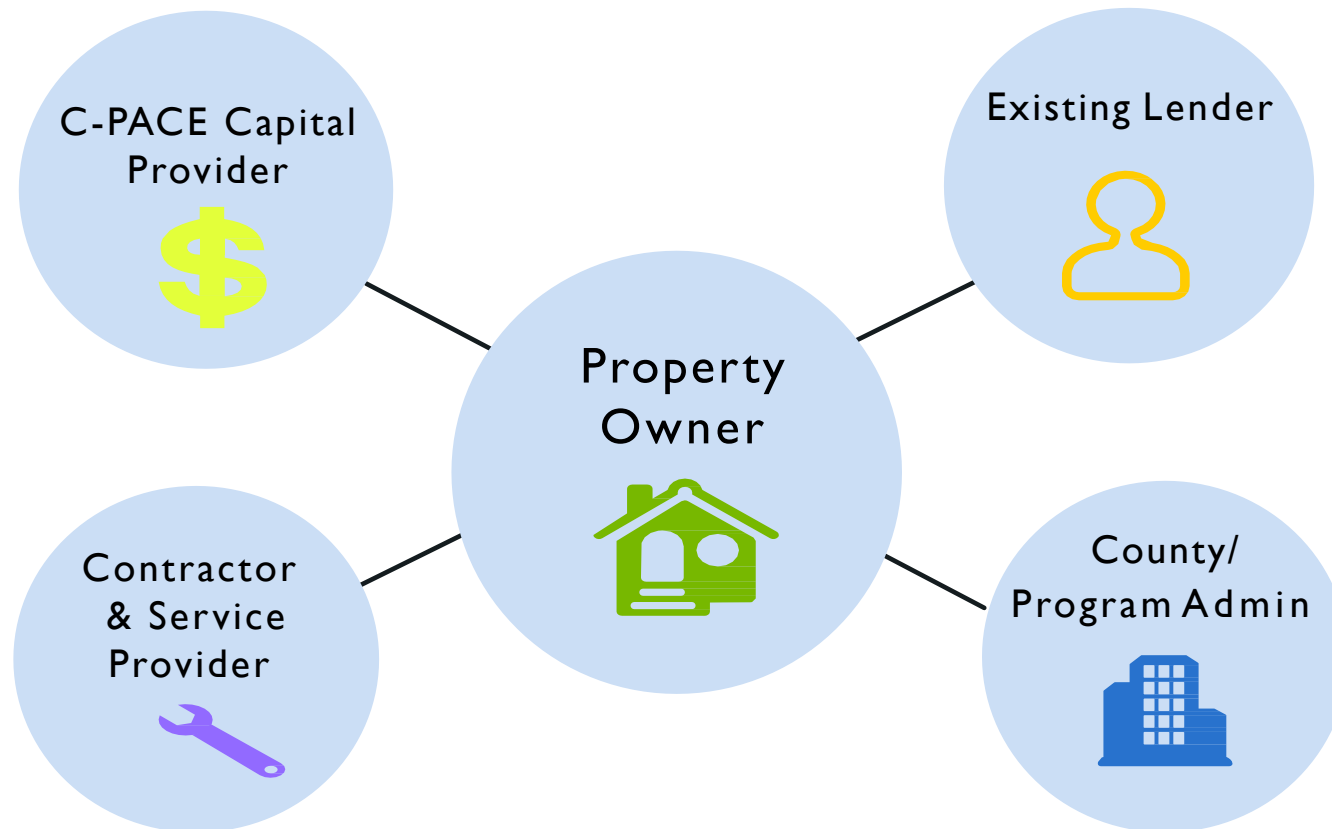 C-PACE Capital
Provider
Existing Lender
Property
Owner
Contractor
& Service
Provider
County/
Program Admin